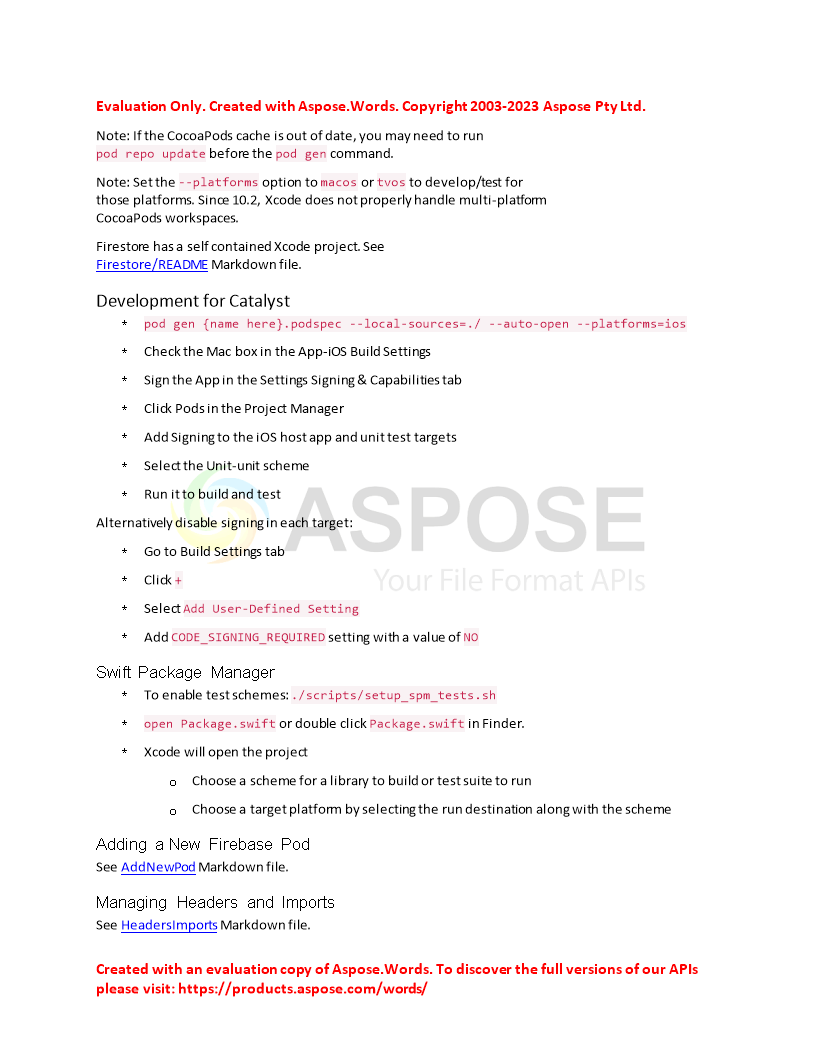 Evaluation Only. Created with Aspose.Words. Copyright 2003-2023 Aspose Pty Ltd.
Note: If the CocoaPods cache is out of date, you may need to run
pod repo update before the pod gen command.
Note: Set the --platforms option to macos or tvos to develop/test for
those platforms. Since 10.2, Xcode does not properly handle multi-platform
CocoaPods workspaces.
Firestore has a self contained Xcode project. See
Firestore/README Markdown file.
Development for Catalyst
* pod gen {name here}.podspec --local-sources=./ --auto-open --platforms=ios
* Check the Mac box in the App-iOS Build Settings
* Sign the App in the Settings Signing & Capabilities tab
* Click Pods in the Project Manager
* Add Signing to the iOS host app and unit test targets
* Select the Unit-unit scheme
* Run it to build and test
ASPOSE
Alternatively disable signing in each target:
* Go to Build Settings tab
* Click +
Your File Format APIs
* Select Add User-Defined Setting
* Add CODE_SIGNING_REQUIRED setting with a value of NO
Swift Package Manager
* To enable test schemes: ./scripts/setup_spm_tests.sh
* open Package.swift or double click Package.swift in Finder.
* Xcode will open the project
o Choose a scheme for a library to build or test suite to run
o Choose a target platform by selecting the run destination along with the scheme
Adding a New Firebase Pod
See AddNewPod Markdown file.
Managing Headers and Imports
See HeadersImports Markdown file.
Created with an evaluation copy of Aspose.Words. To discover the full versions of our APIs
please visit: https://products.aspose.com/words/